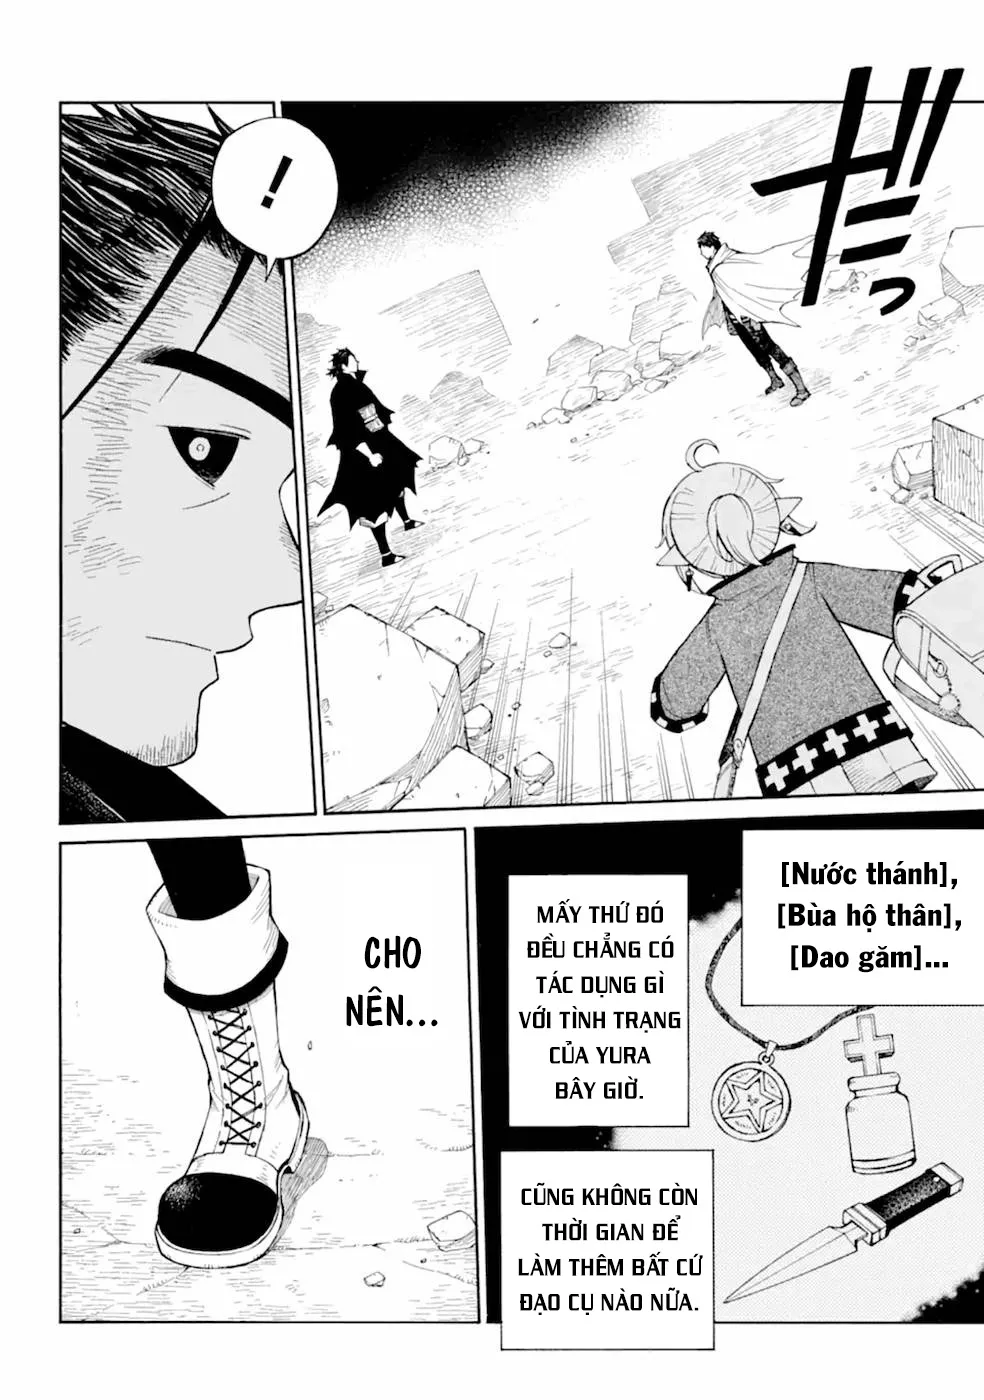 ザッ
!
[Nước thánh],
[Bùa hộ thân],
[Dao găm]...
MẤY THỨ ĐÓ
ĐỀU CHẲNG CÓ
TÁC DỤNG GÌ
VỚI TÌNH TRẠNG
CỦA YURA
BÂY GIỜ.
CŨNG KHÔNG CÒN
THỜI GIAN ĐỂ
LÀM THÊM BẤT CỨ
ĐẠO CỤ NÀO NỮA.
CHO
NÊN...